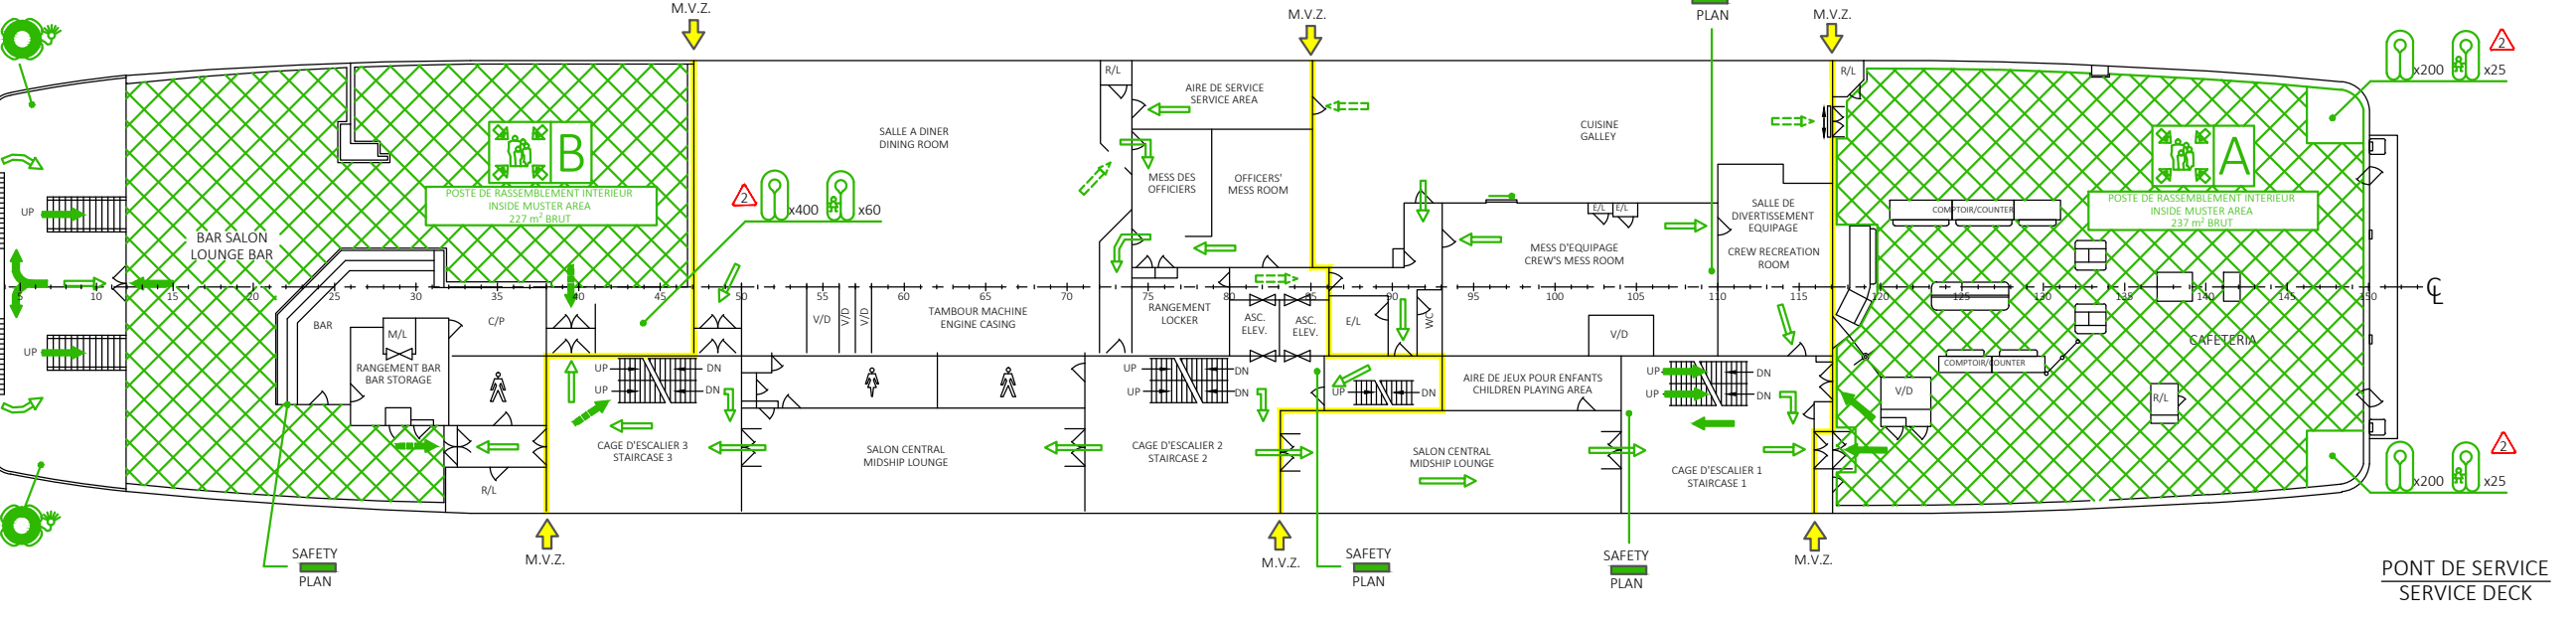 M.V.Z.
M.V.Z.
PLAN
M.V.Z.
x200
2
x25
R/L
AIRE DE SERVICE
SERVICE AREA
R/L
SALLE A DINER
DINING ROOM
CUISINE
GALLEY
B
POSTE DE RASSEMBLEMENT INTERIEUR
INSIDE MUSTER AREA
227 m² BRUT
A
POSTE DE RASSEMBLEMENT INTERIEUR
INSIDE MUSTER AREA
237 m² BRUT
2
x400
x60
MESS DES
OFFICIERS
OFFICERS'
MESS ROOM
UP
BAR SALON
LOUNGE BAR
E/L
E/L
SALLE DE
DIVERTISSEMENT
EQUIPAGE
CREW RECREATION
ROOM
MESS D'EQUIPAGE
CREW'S MESS ROOM
COMPTOIR/COUNTER
5
10
15
20
25
30
35
40
45
50
55
60
65
70
75
80
85
90
95
100
105
110
115
120
125
130
135
140
145
150
CL
BAR
C/P
M/L
V/D
V/D
V/D
TAMBOUR MACHINE
ENGINE CASING
RANGEMENT
LOCKER
ASC.
ELEV.
ASC.
ELEV.
E/L
WC
V/D
CAFETERIA
UP
RANGEMENT BAR
BAR STORAGE
UP
UP
DN
DN
UP
UP
DN
DN
UP
DN
AIRE DE JEUX POUR ENFANTS
CHILDREN PLAYING AREA
UP
UP
DN
DN
COMPTOIR/COUNTER
V/D
R/L
CAGE D'ESCALIER 3
STAIRCASE 3
SALON CENTRAL
MIDSHIP LOUNGE
CAGE D'ESCALIER 2
STAIRCASE 2
SALON CENTRAL
MIDSHIP LOUNGE
CAGE D'ESCALIER 1
STAIRCASE 1
R/L
x200
2
x25
SAFETY
PLAN
M.V.Z.
M.V.Z.
SAFETY
PLAN
SAFETY
PLAN
M.V.Z.
PONT DE SERVICE
SERVICE DECK